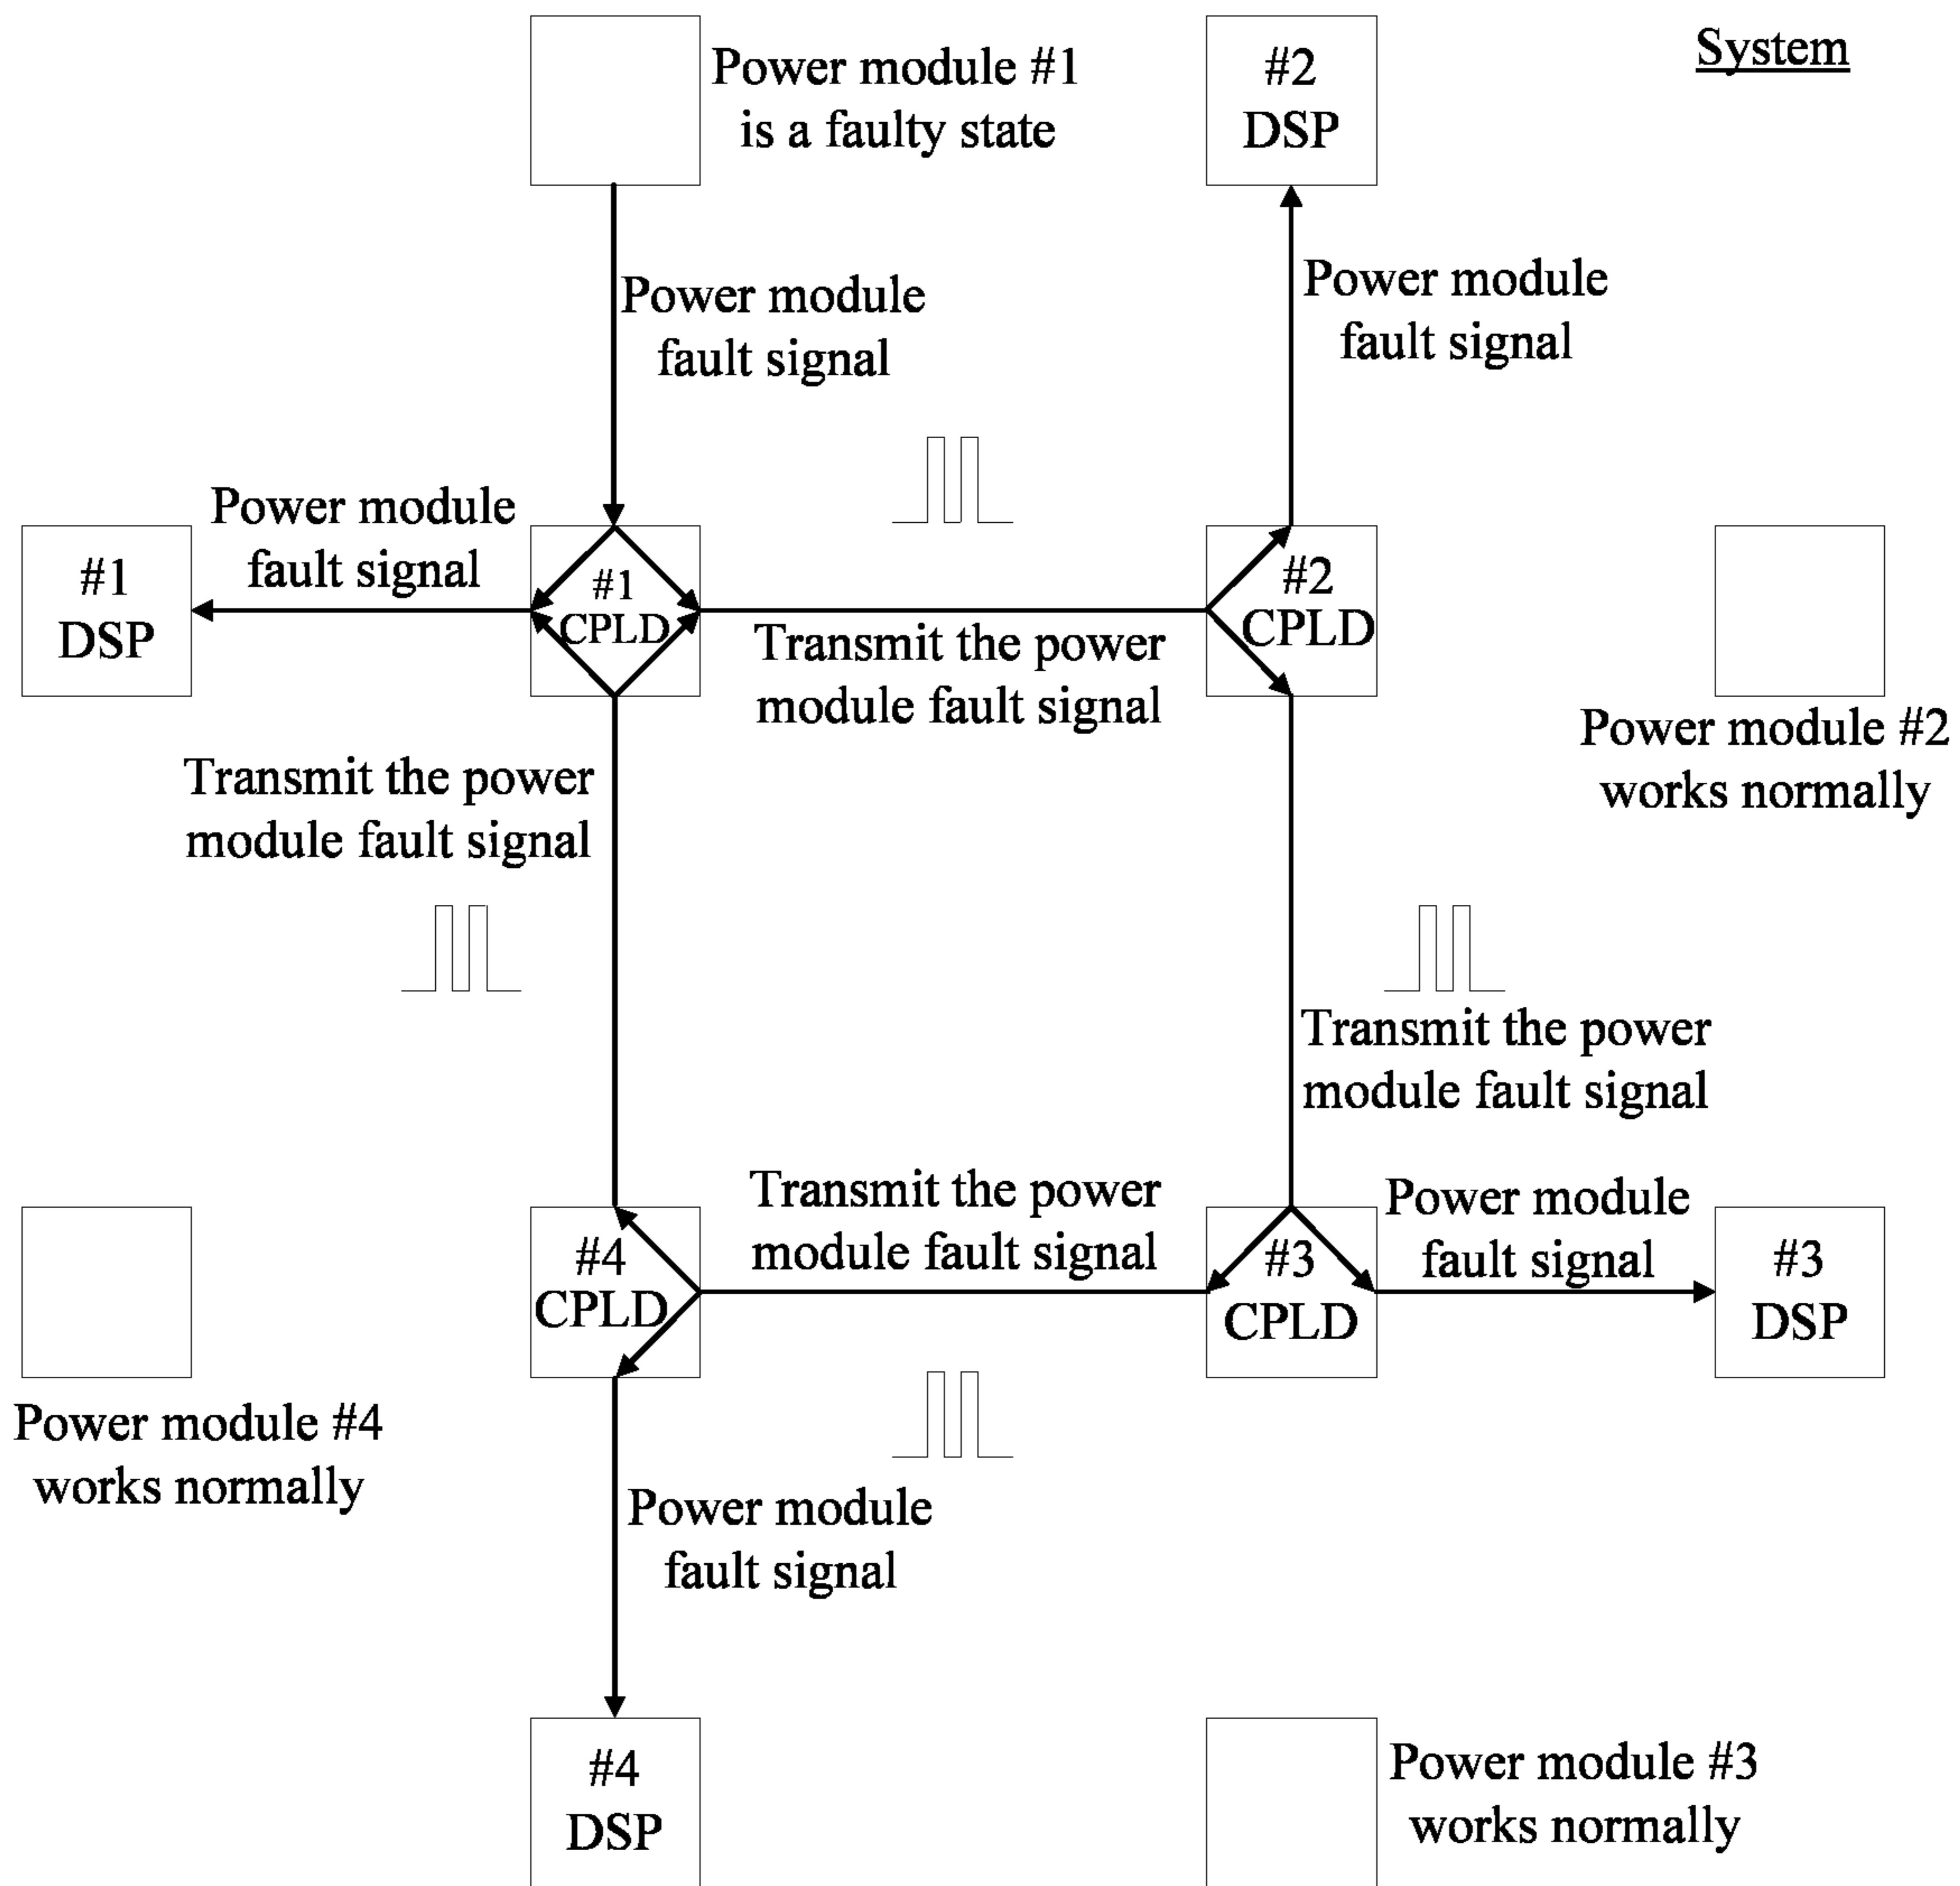 System
Power module #1
is a faulty state
#2
DSP
Power module
fault signal
Power module
fault signal
Power module
fault signal
#1
DSP
#1
CPLD
#2
CPLD
Transmit the power
module fault signal
Power module #2
works normally
Transmit the power
module fault signal
Transmit the power
module fault signal
Transmit the power
module fault signal
Power module
fault signal
#4
CPLD
#3
CPLD
#3
DSP
Power module #4
works normally
Power module
fault signal
#4
DSP
Power module #3
works normally